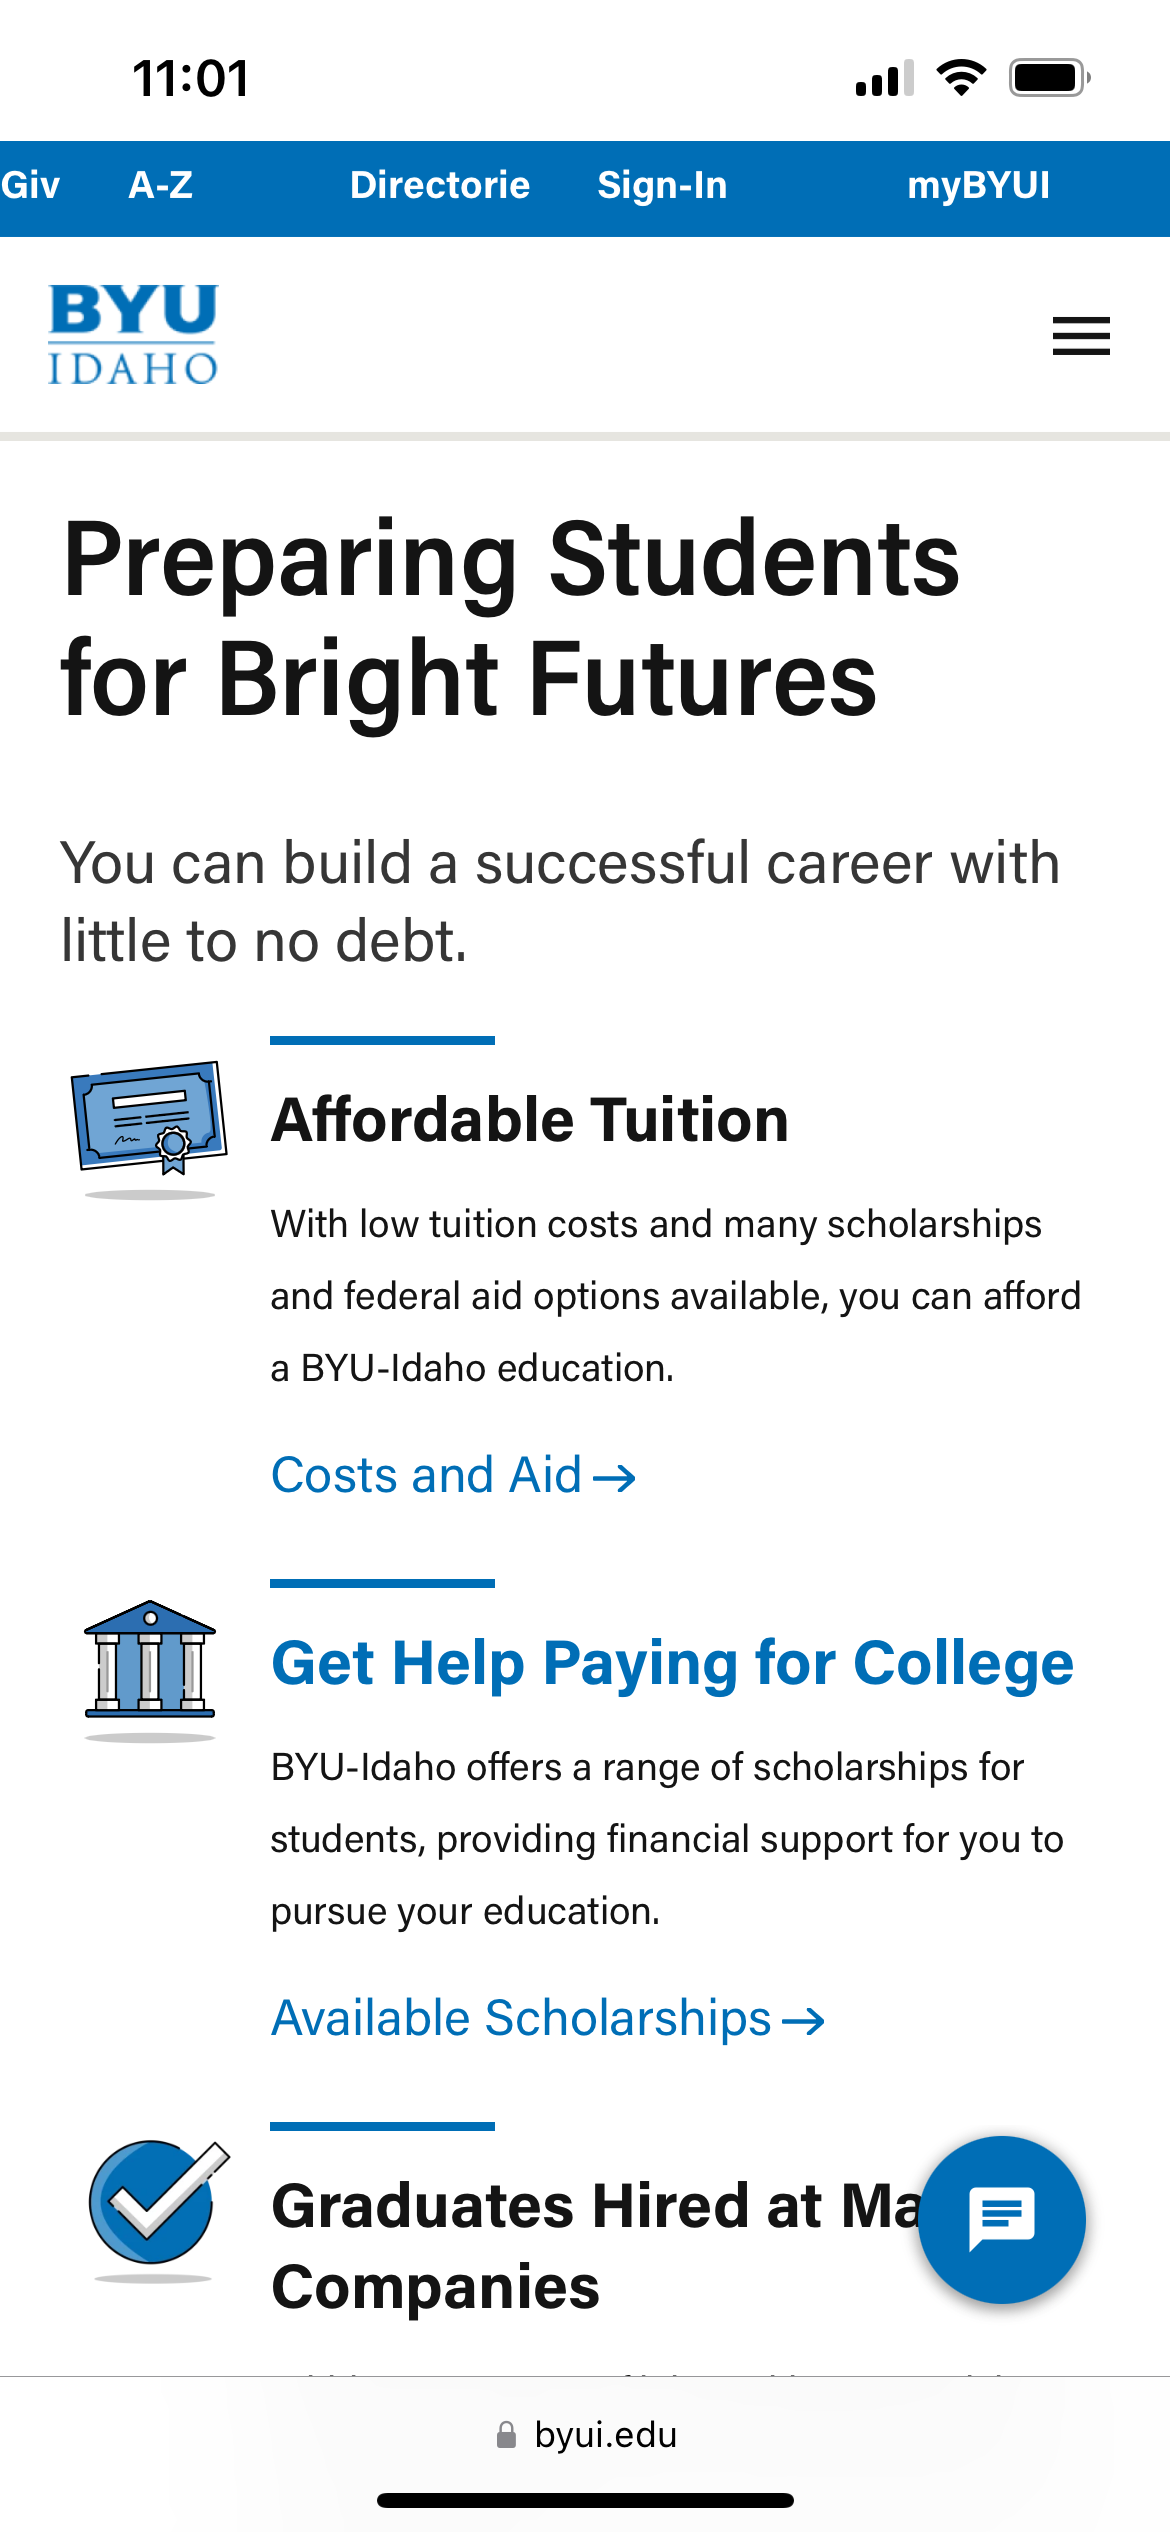 11:01
Giv A-Z Directorie Sign-In myBYUI
BYU
IDAHO
Preparing Students
for Bright Futures
You can build a successful career with
little to no debt.
Affordable Tuition
With low tuition costs and many scholarships
and federal aid options available, you can afford
a BYU-Idaho education.
Costs and Aid →
Get Help Paying for College
BYU-Idaho offers a range of scholarships for
students, providing financial support for you to
pursue your education.
Available Scholarships →
Graduates Hired at Ma
Companies
byui.edu